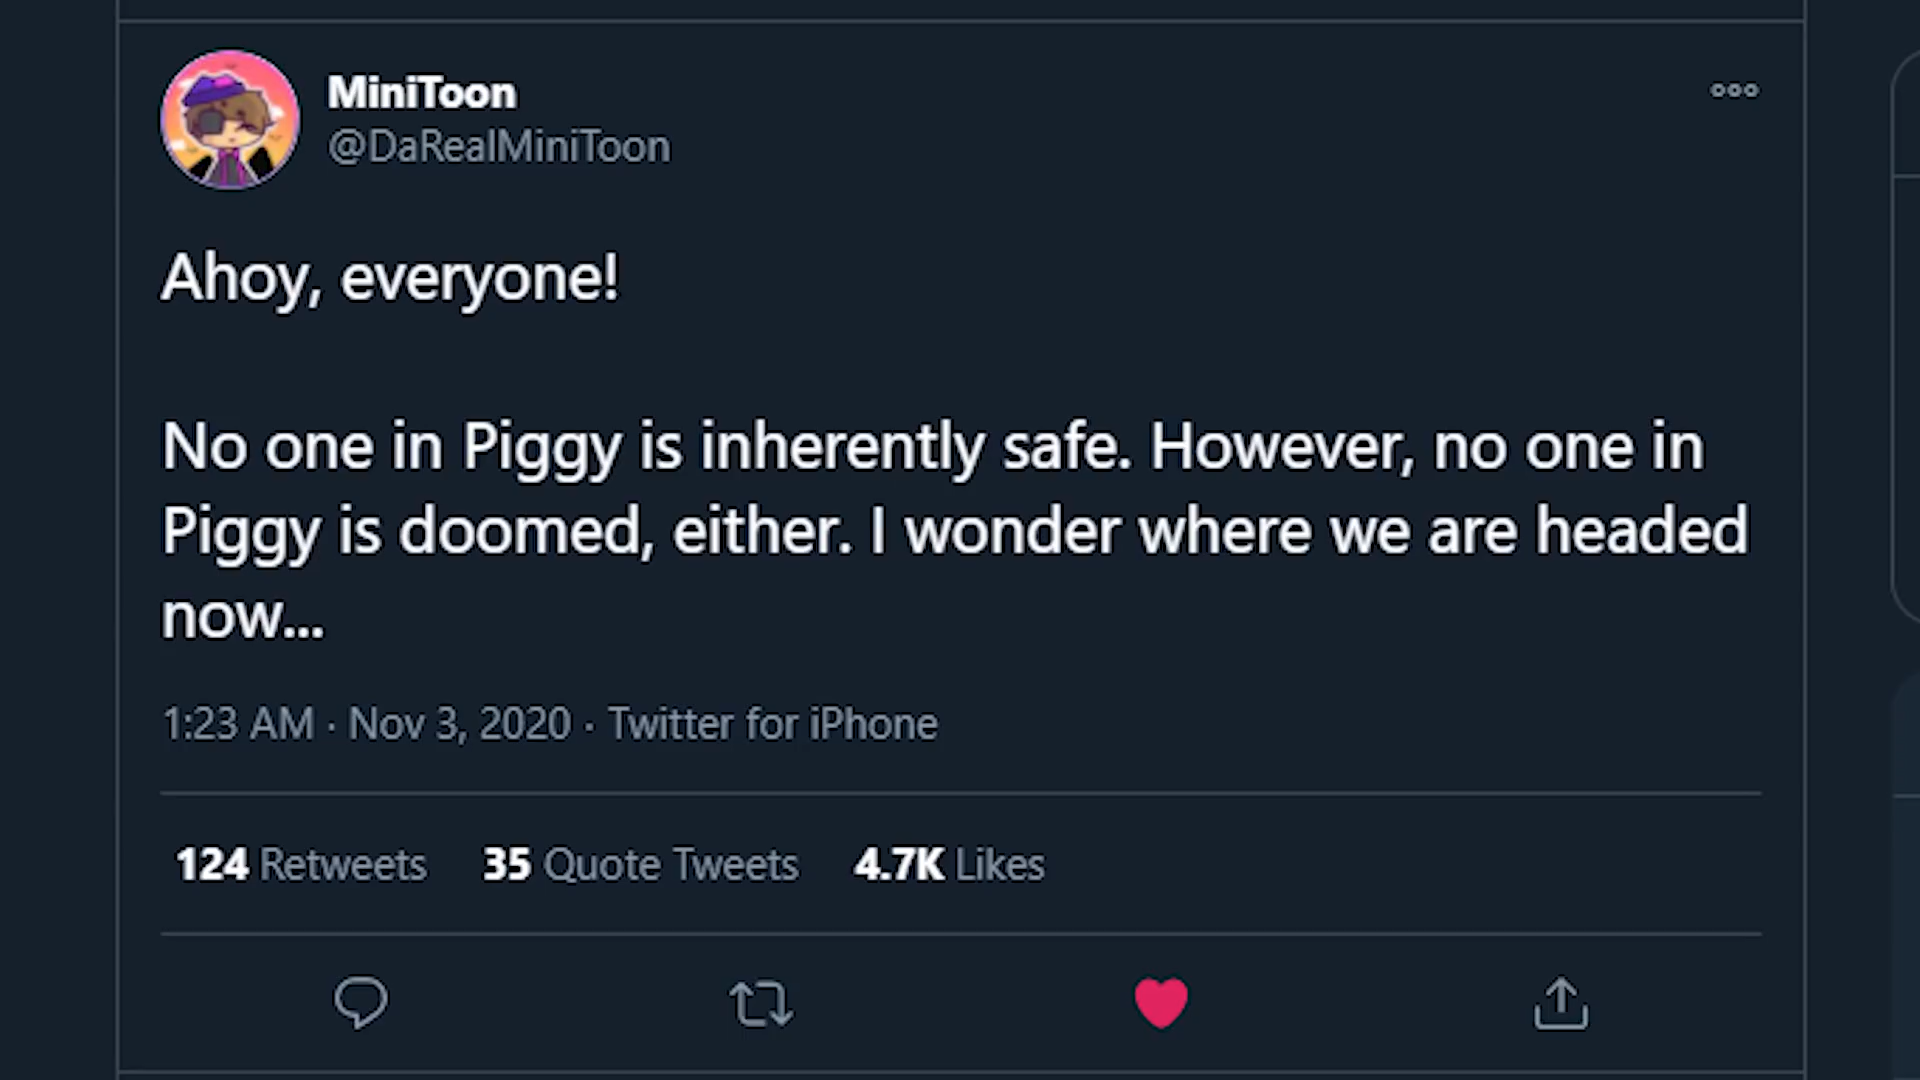 MiniToon
@DaRealMiniToon
Ahoy, everyone!
No one in Piggy is inherently safe. However, no one in
Piggy is doomed, either. I wonder where we are headed
now...
1:23 AM · Nov 3, 2020 · Twitter for iPhone
124 Retweets 35 Quote Tweets 4.7K Likes